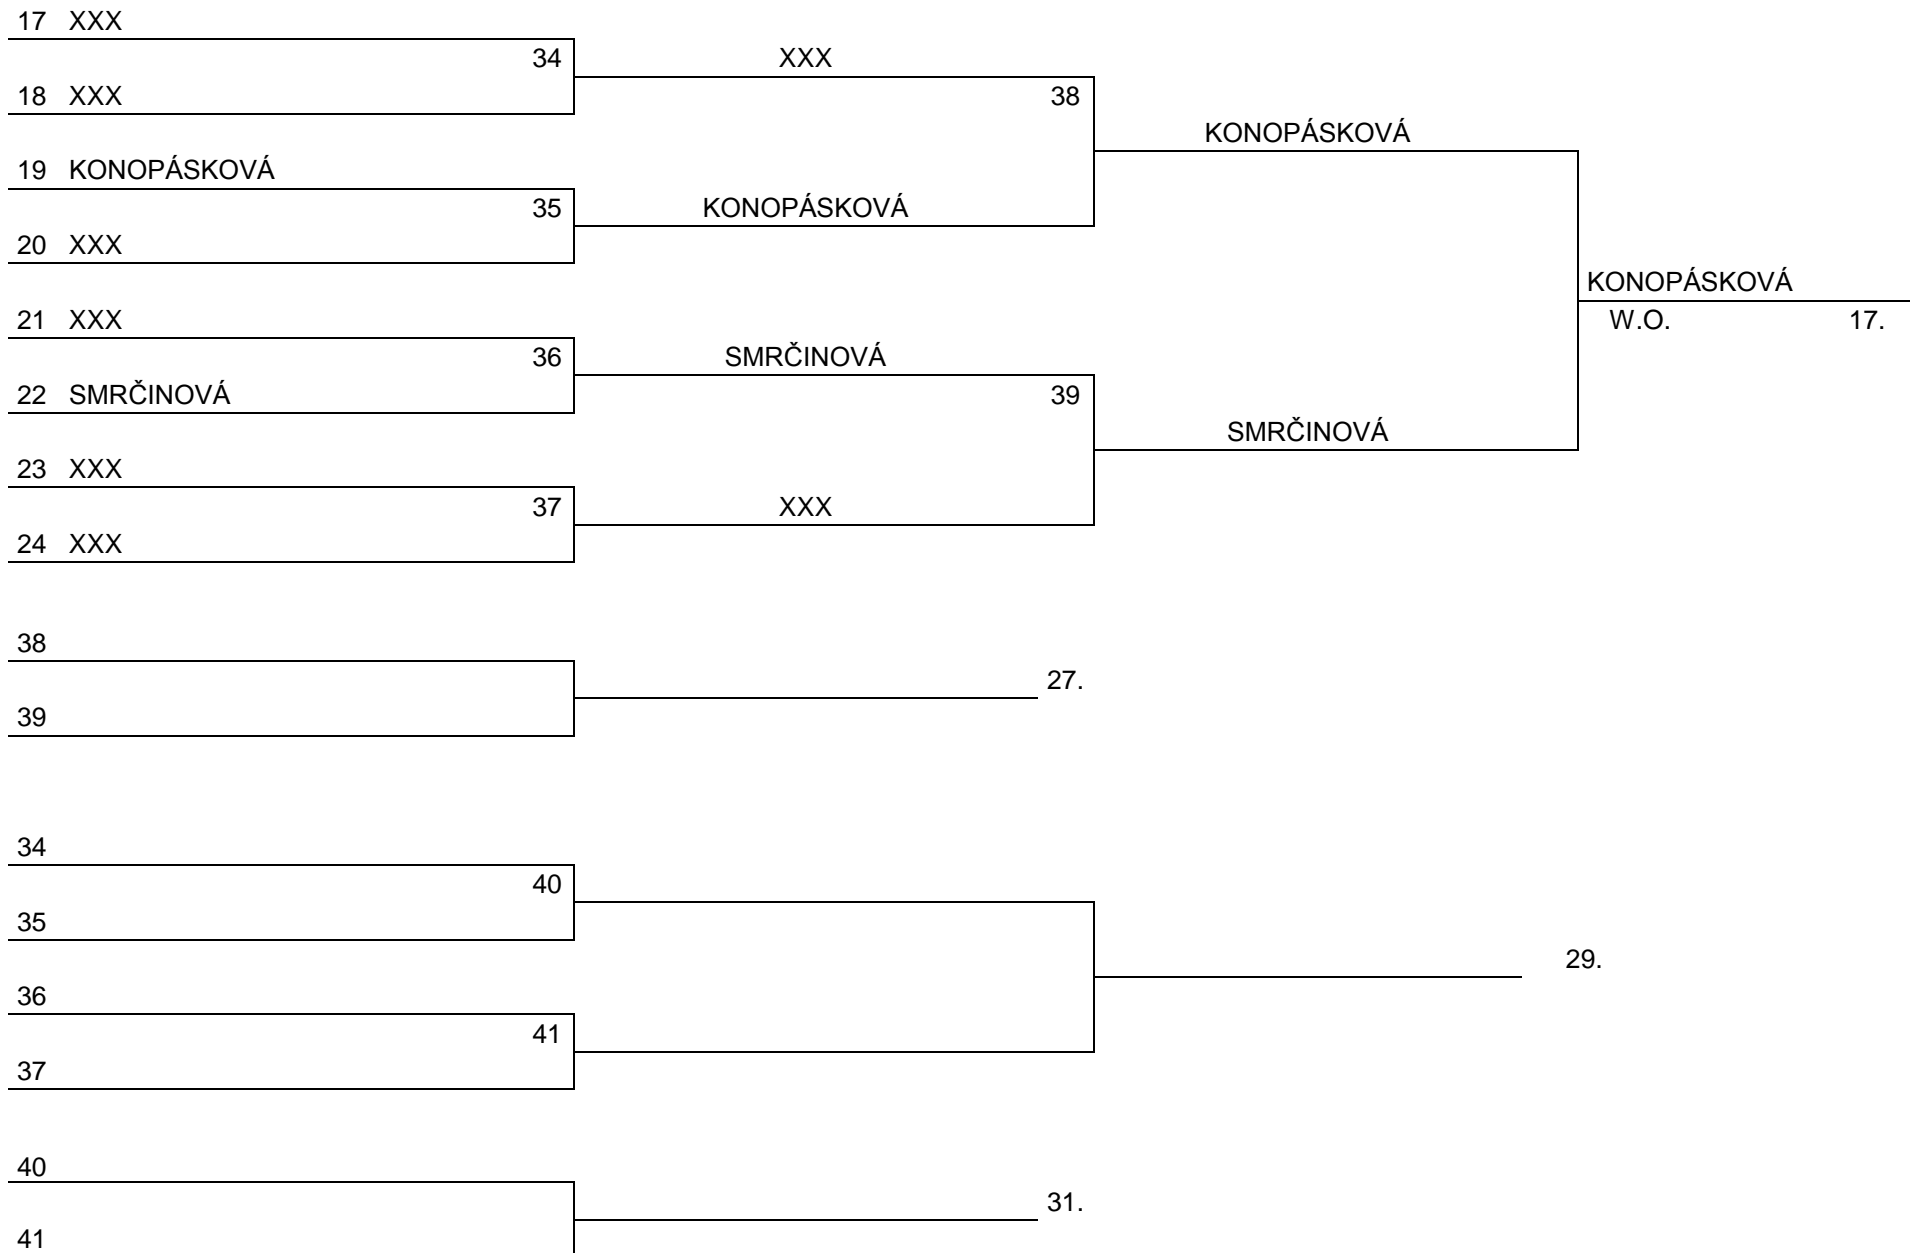 17 XXX
34 XXX
18 XXX 38
KONOPÁSKOVÁ
19 KONOPÁSKOVÁ
35 KONOPÁSKOVÁ
20 XXX
KONOPÁSKOVÁ
21 XXX W.O. 17.
36 SMRČINOVÁ
22 SMRČINOVÁ 39
SMRČINOVÁ
23 XXX
37 XXX
24 XXX
38
27.
39
34
40
35
29.
36
41
37
40
31.
41